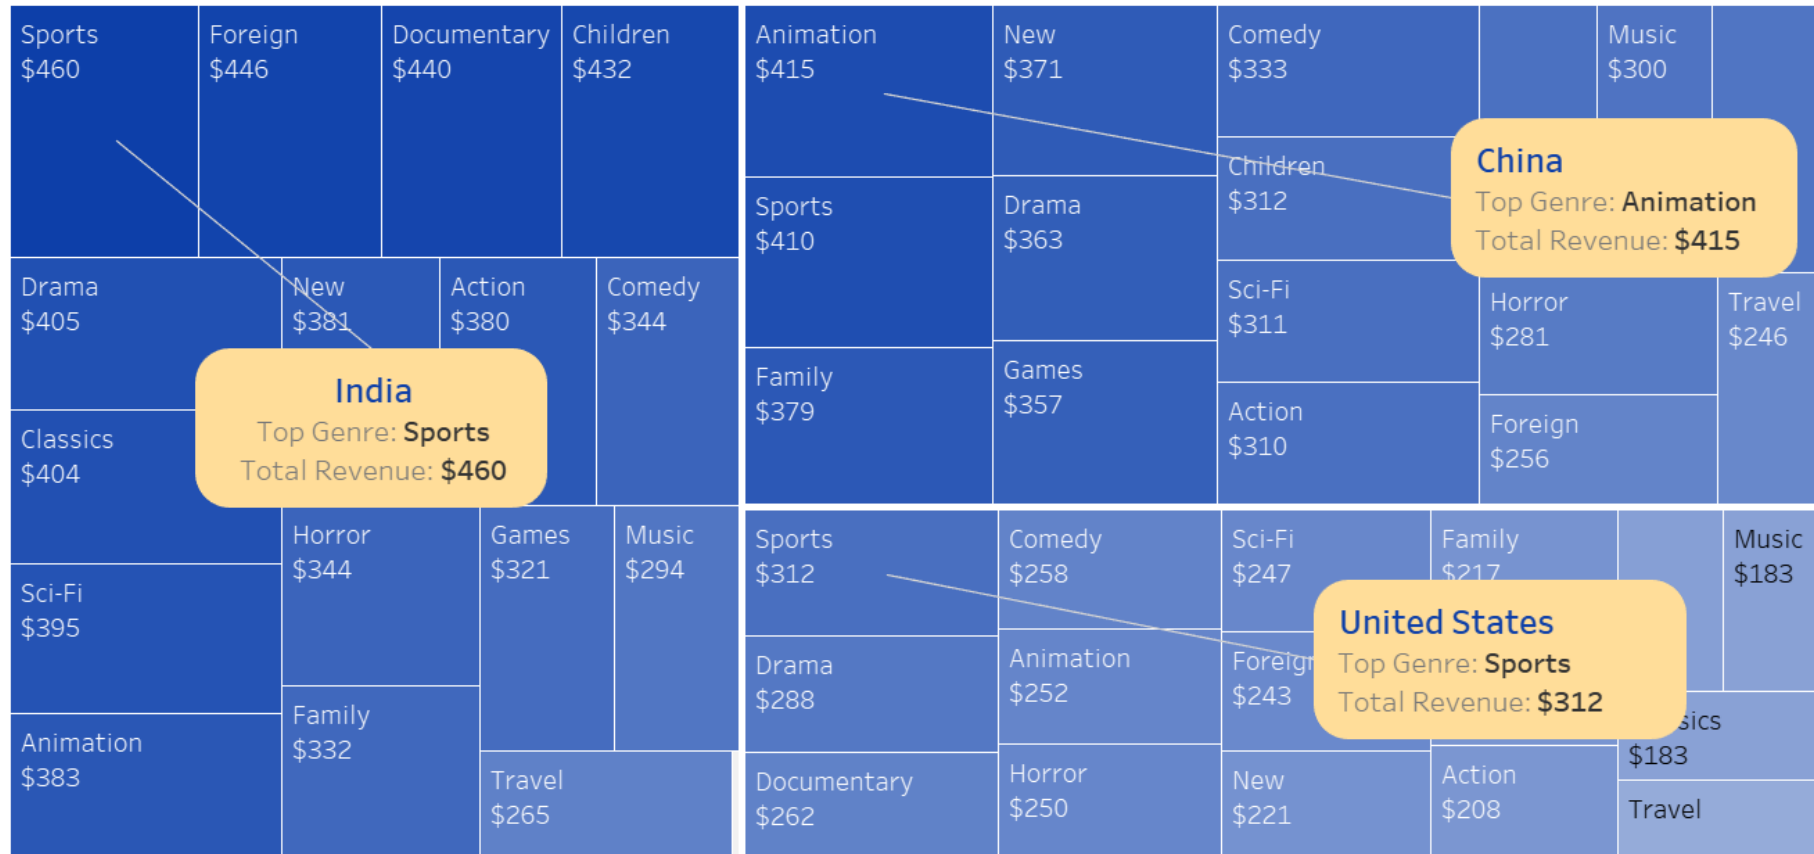 Sports
$460
Foreign
$446
Documentary
$440
Children
$432
Drama
$405
New
$381
Action
$380
Comedy
$344
India
Top Genre: Sports
Total Revenue: $460
Classics
$404
Sci-Fi
$395
Animation
$383
Horror
$344
Family
$332
Games
$321
Music
$294
Travel
$265
Animation
$415
New
$371
Comedy
$333
Music
$300
Sports
$410
Drama
$363
Children
$312
China
Top Genre: Animation
Total Revenue: $415
Family
$379
Games
$357
Sci-Fi
$311
Action
$310
Horror
$281
Travel
$246
Foreign
$256
Sports
$312
Comedy
$258
Sci-Fi
$247
Family
$217
Music
$183
Drama
$288
Animation
$252
Foreign
$243
United States
Top Genre: Sports
Total Revenue: $312
sics
$183
Documentary
$262
Horror
$250
New
$221
Action
$208
Travel